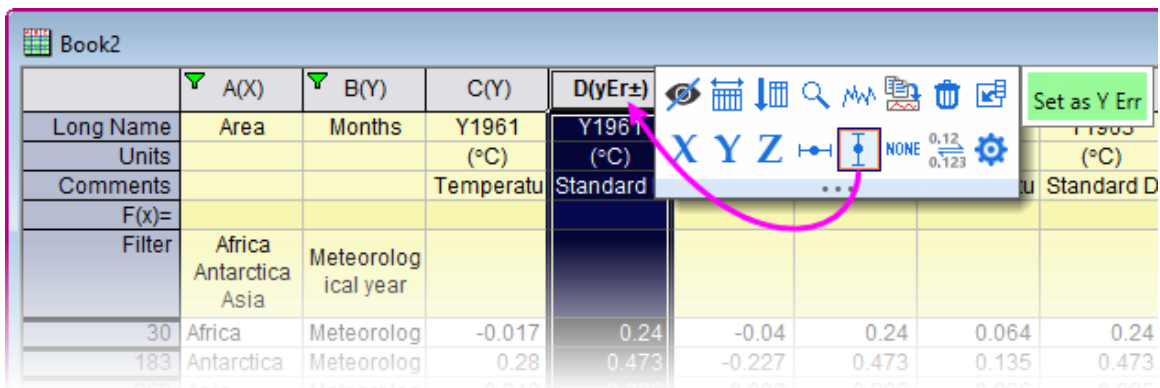 Book2
A(X) B(Y) C(Y) D(yEr±)
Set as Y Err
X Y Z NONE 0.12 0.123
Long Name Area Months Y1961 Y1961
Units (°C) (°C) (°C)
Comments Temperatu Standard tu Standard D
F(x)=
Filter Africa Antarctica Asia Meteorolog ical year
30 Africa Meteorolog -0.017 0.24 -0.04 0.24 0.064 0.24
183 Antarctica Meteorolog 0.28 0.473 -0.227 0.473 0.135 0.473